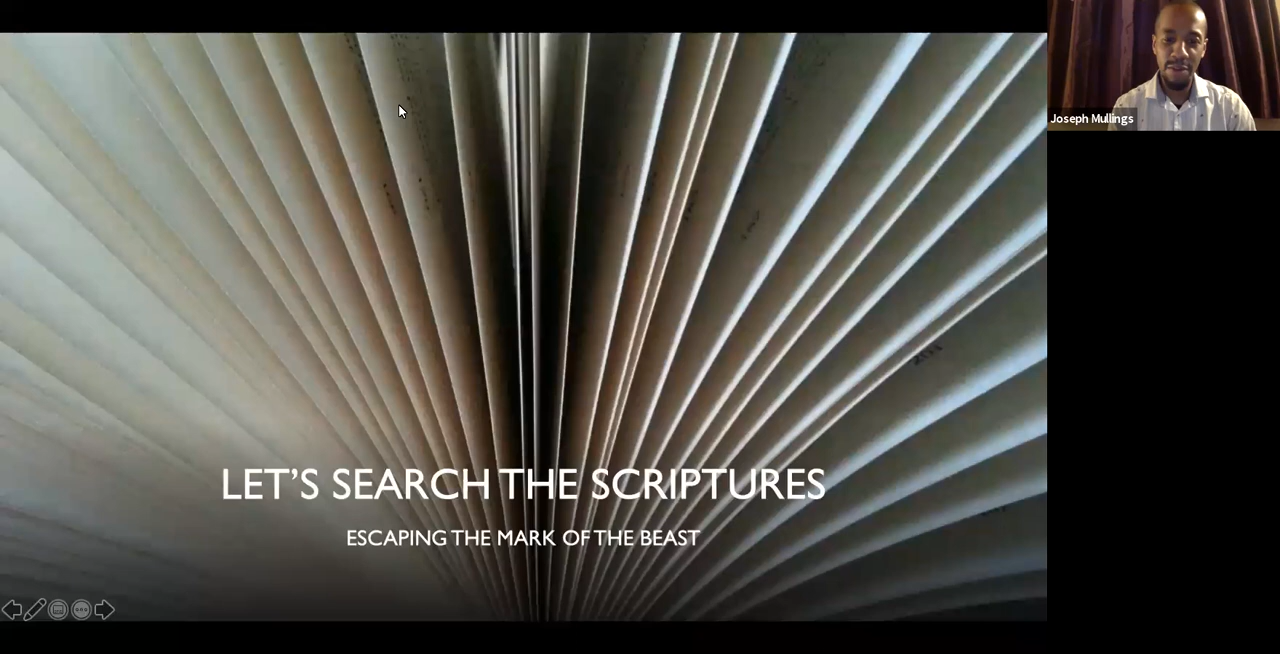 Joseph Mullings
LET'S SEARCH THE SCRIPTURES
ESCAPING THE MARK OF THE BEAST